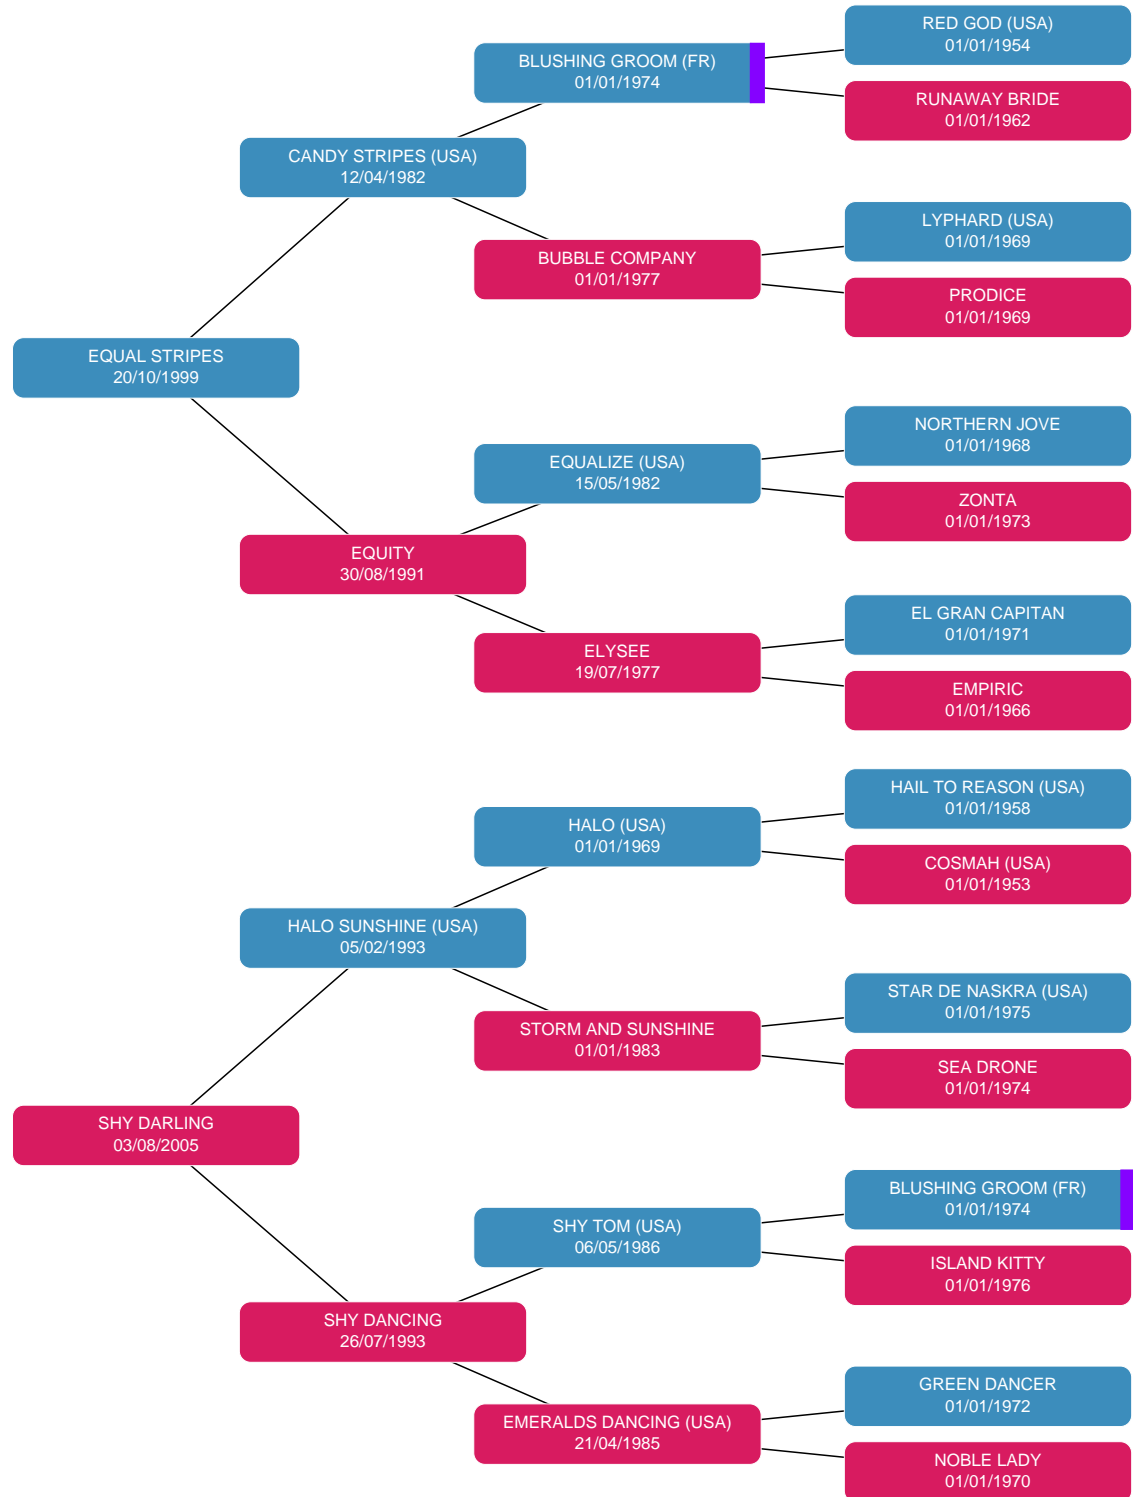 RED GOD (USA)
01/01/1954
BLUSHING GROOM (FR)
01/01/1974
RUNAWAY BRIDE
01/01/1962
CANDY STRIPES (USA)
12/04/1982
LYPHARD (USA)
01/01/1969
BUBBLE COMPANY
01/01/1977
PRODICE
01/01/1969
EQUAL STRIPES
20/10/1999
NORTHERN JOVE
01/01/1968
EQUALIZE (USA)
15/05/1982
ZONTA
01/01/1973
EQUITY
30/08/1991
EL GRAN CAPITAN
01/01/1971
ELYSEE
19/07/1977
EMPIRIC
01/01/1966
HAIL TO REASON (USA)
01/01/1958
HALO (USA)
01/01/1969
COSMAH (USA)
01/01/1953
HALO SUNSHINE (USA)
05/02/1993
STAR DE NASKRA (USA)
01/01/1975
STORM AND SUNSHINE
01/01/1983
SEA DRONE
01/01/1974
SHY DARLING
03/08/2005
BLUSHING GROOM (FR)
01/01/1974
SHY TOM (USA)
06/05/1986
ISLAND KITTY
01/01/1976
SHY DANCING
26/07/1993
GREEN DANCER
01/01/1972
EMERALDS DANCING (USA)
21/04/1985
NOBLE LADY
01/01/1970